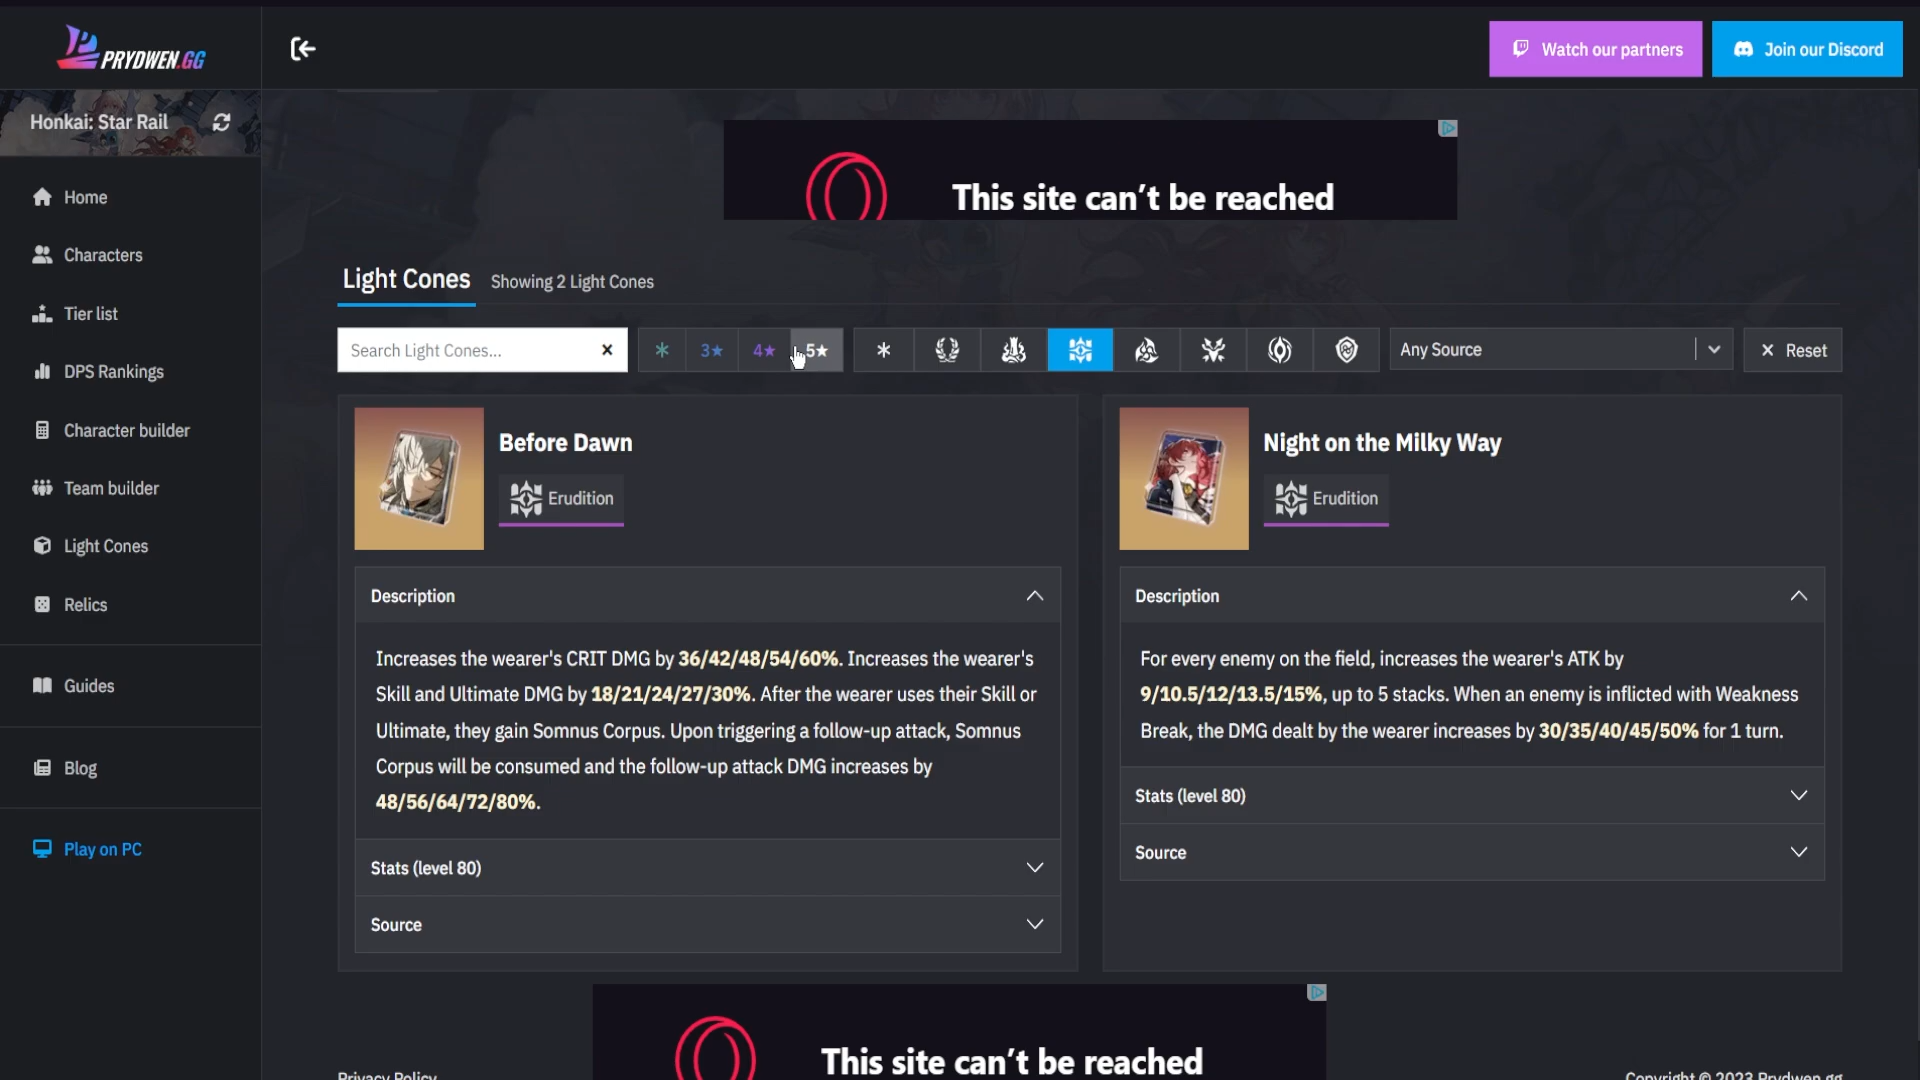 PRYDWEN.GG
Watch our partners
Join our Discord
Honkai: Star Rail
Home
Characters
Tier list
DPS Rankings
Character builder
Team builder
Light Cones
Relics
Guides
Blog
Play on PC
This site can't be reached
Light Cones
Showing 2 Light Cones
Search Light Cones...
3★
4★
5★
Any Source
Reset
Before Dawn
Erudition
Description
Increases the wearer's CRIT DMG by 36/42/48/54/60%. Increases the wearer's
Skill and Ultimate DMG by 18/21/24/27/30%. After the wearer uses their Skill or
Ultimate, they gain Somnus Corpus. Upon triggering a follow-up attack, Somnus
Corpus will be consumed and the follow-up attack DMG increases by
48/56/64/72/80%.
Stats (level 80)
Source
Night on the Milky Way
Erudition
Description
For every enemy on the field, increases the wearer's ATK by
9/10.5/12/13.5/15%, up to 5 stacks. When an enemy is inflicted with Weakness
Break, the DMG dealt by the wearer increases by 30/35/40/45/50% for 1 turn.
Stats (level 80)
Source
This site can't be reached
Privacy Policy
Copyright © 2023 Prydwen.gg